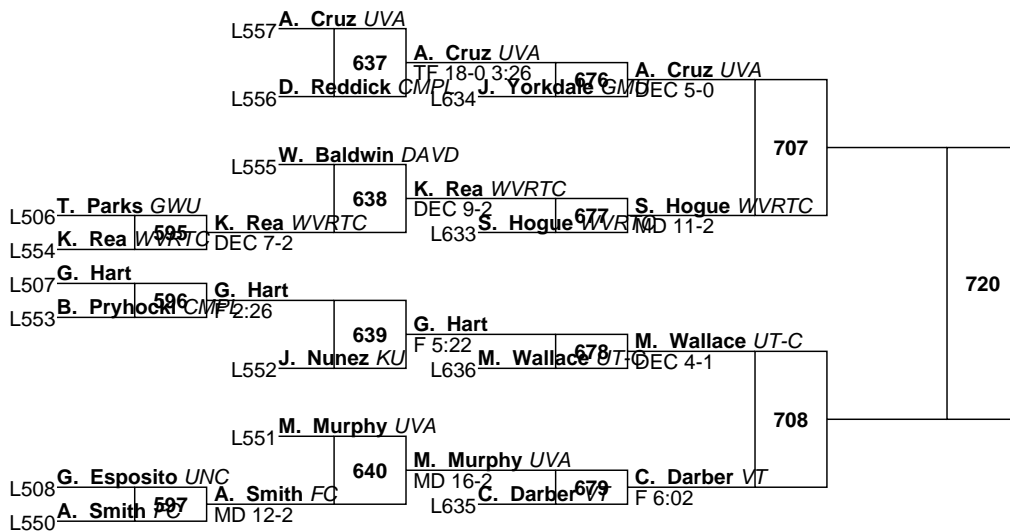 L557 A. Cruz UVA
637
A. Cruz UVA
TF 18-0 3:26
676
A. Cruz UVA
DEC 5-0
L556 D. Reddick CMPL
L634 J. Yorkdale GMU
707
L555 W. Baldwin DAVD
638
K. Rea WVRTC
DEC 9-2
677
S. Hogue WVRTC
MD 11-2
L506 T. Parks GWU
595
K. Rea WVRTC
DEC 7-2
L633 S. Hogue WVRTC
L554 K. Rea WVRTC
720
L507 G. Hart
596
G. Hart
F 2:26
L553 B. Pryhocki CMPL
639
G. Hart
F 5:22
678
M. Wallace UT-C
DEC 4-1
L552 J. Nunez KU
L636 M. Wallace UT-C
708
L551 M. Murphy UVA
640
M. Murphy UVA
MD 16-2
679
C. Darber VT
F 6:02
L508 G. Esposito UNC
597
A. Smith FC
MD 12-2
L635 C. Darber VT
L550 A. Smith FC